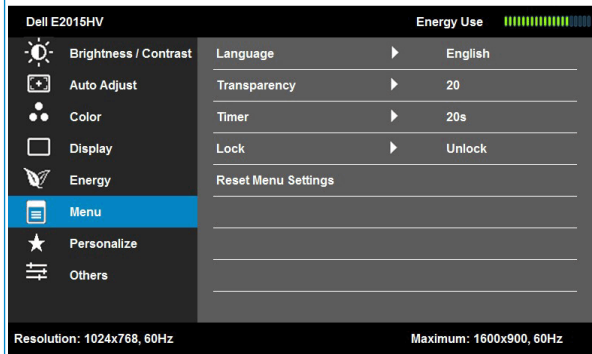 Dell E2015HV Energy Use
Brightness / Contrast Language English
Auto Adjust Transparency 20
Color Timer 20s
Display Lock Unlock
Energy Reset Menu Settings
Menu
Personalize
Others
Resolution: 1024x768, 60Hz Maximum: 1600x900, 60Hz